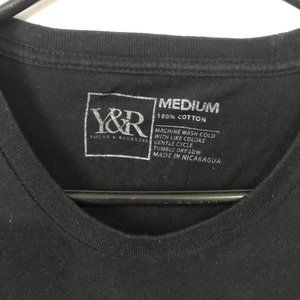 Y&R
YOUNG & RECKLESS
MEDIUM
100% COTTON
MACHINE WASH COLD
WITH LIKE COLORS
GENTLE CYCLE
TUMBLE DRY LOW
MADE IN NICARAGUA